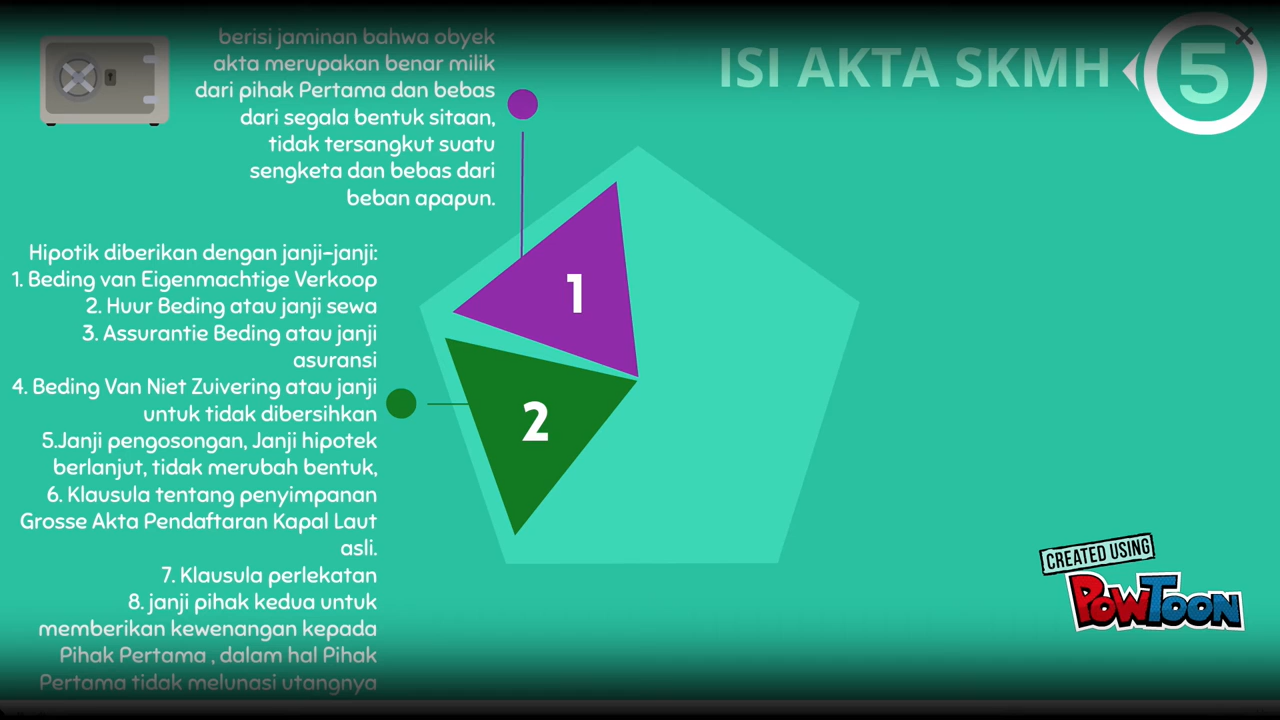 berisi jaminan bahwa obyek
akta merupakan benar milik
dari pihak Pertama dan bebas
dari segala bentuk sitaan,
tidak tersangkut suatu
sengketa dan bebas dari
beban apapun.
ISI AKTA SKMH
5
Hipotik diberikan dengan janji-janji:
1. Beding van Eigenmachtige Verkoop
2. Huur Beding atau janji sewa
3. Assurantie Beding atau janji
asuransi
4. Beding Van Niet Zuivering atau janji
untuk tidak dibersihkan
5.Janji pengosongan, Janji hipotek
berlanjut, tidak merubah bentuk,
6. Klausula tentang penyimpanan
Grosse Akta Pendaftaran Kapal Laut
asli.
7. Klausula perlekatan
8. janji pihak kedua untuk
memberikan kewenangan kepada
Pihak Pertama , dalam hal Pihak
Pertama tidak melunasi utangnya
1
2
CREATED USING
POWTOON